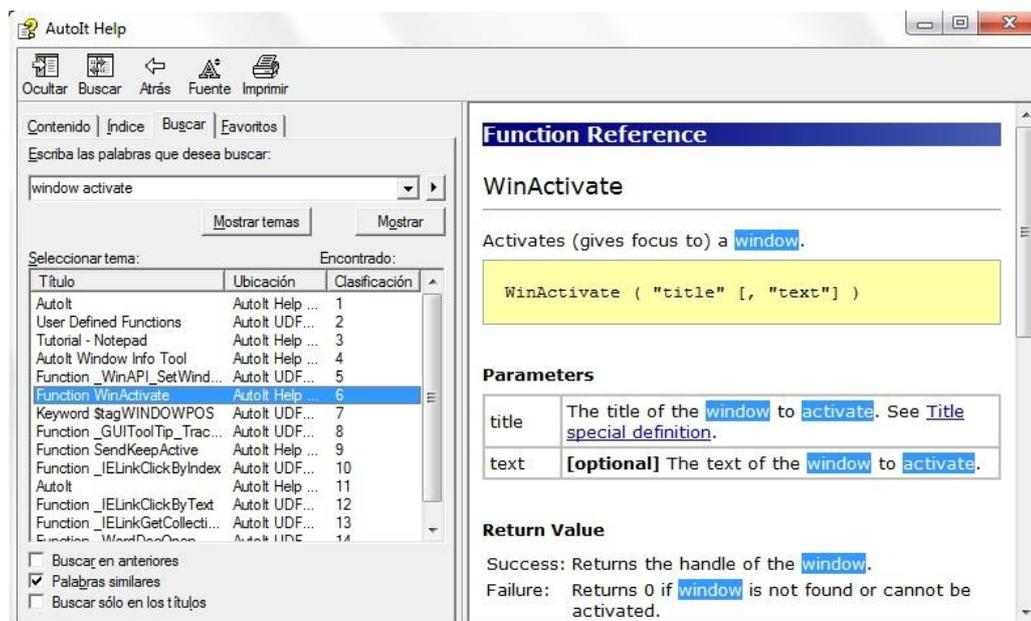 AutoIt Help
Ocultar Buscar Atrás Fuente Imprimir
Contenido Índice Buscar Favoritos
Escriba las palabras que desea buscar:
window activate
Mostrar temas Mostrar
Seleccionar tema: Encontrado:
Título Ubicación Clasificación
AutoIt AutoIt Help ... 1
User Defined Functions AutoIt UDF... 2
Tutorial - Notepad AutoIt Help ... 3
AutoIt Window Info Tool AutoIt Help ... 4
Function _WinAPI_SetWind... AutoIt UDF... 5
Function WinActivate AutoIt Help ... 6
Keyword $tagWINDOWPOS AutoIt UDF... 7
Function _GUIToolTip_Trac... AutoIt UDF... 8
Function SendKeepActive AutoIt Help ... 9
Function _IELinkClickByIndex AutoIt UDF... 10
AutoIt AutoIt Help ... 11
Function _IELinkClickByText AutoIt UDF... 12
Function _IELinkGetCollecti... AutoIt UDF... 13
Function _WordDocOpen AutoIt UDF... 14
Buscar en anteriores
Palabras similares
Buscar sólo en los títulos
Function Reference
WinActivate
Activates (gives focus to) a window.
WinActivate ( "title" [, "text"] )
Parameters
title The title of the window to activate. See Title
special definition.
text [optional] The text of the window to activate.
Return Value
Success: Returns the handle of the window.
Failure: Returns 0 if window is not found or cannot be
activated.